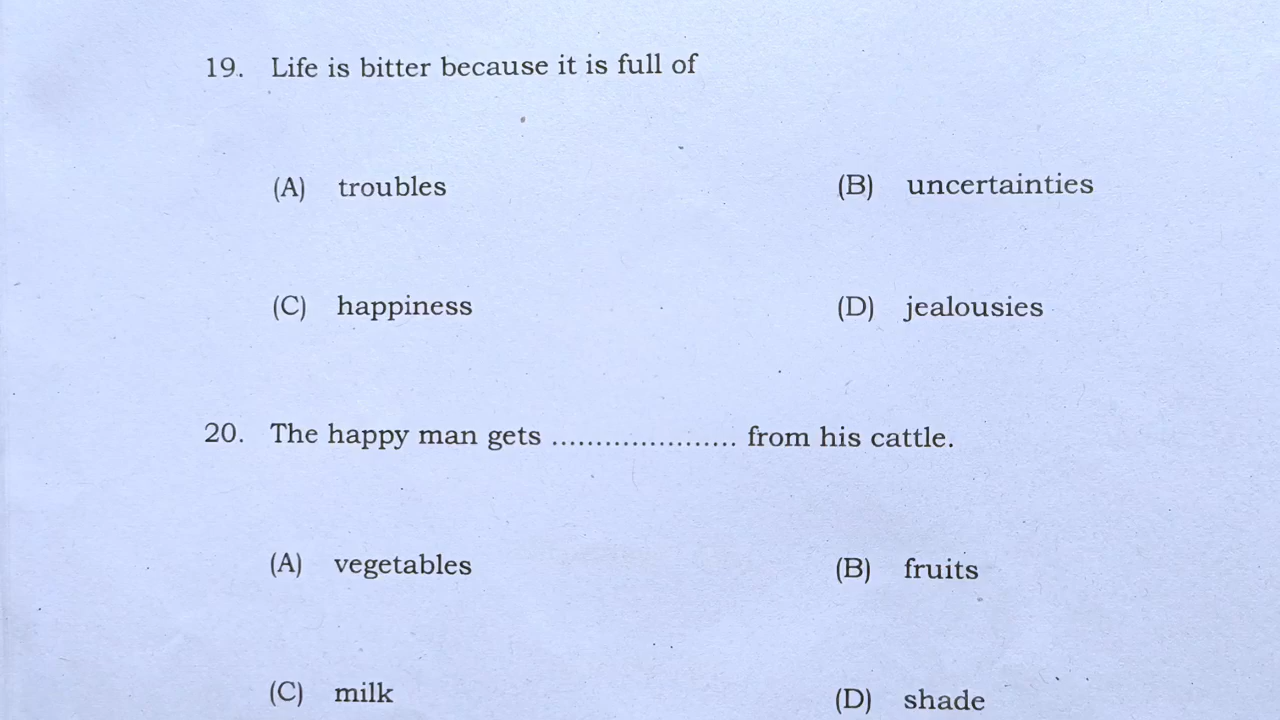 19. Life is bitter because it is full of
(A) troubles (B) uncertainties
(C) happiness (D) jealousies
20. The happy man gets ..................... from his cattle.
(A) vegetables (B) fruits
(C) milk (D) shade